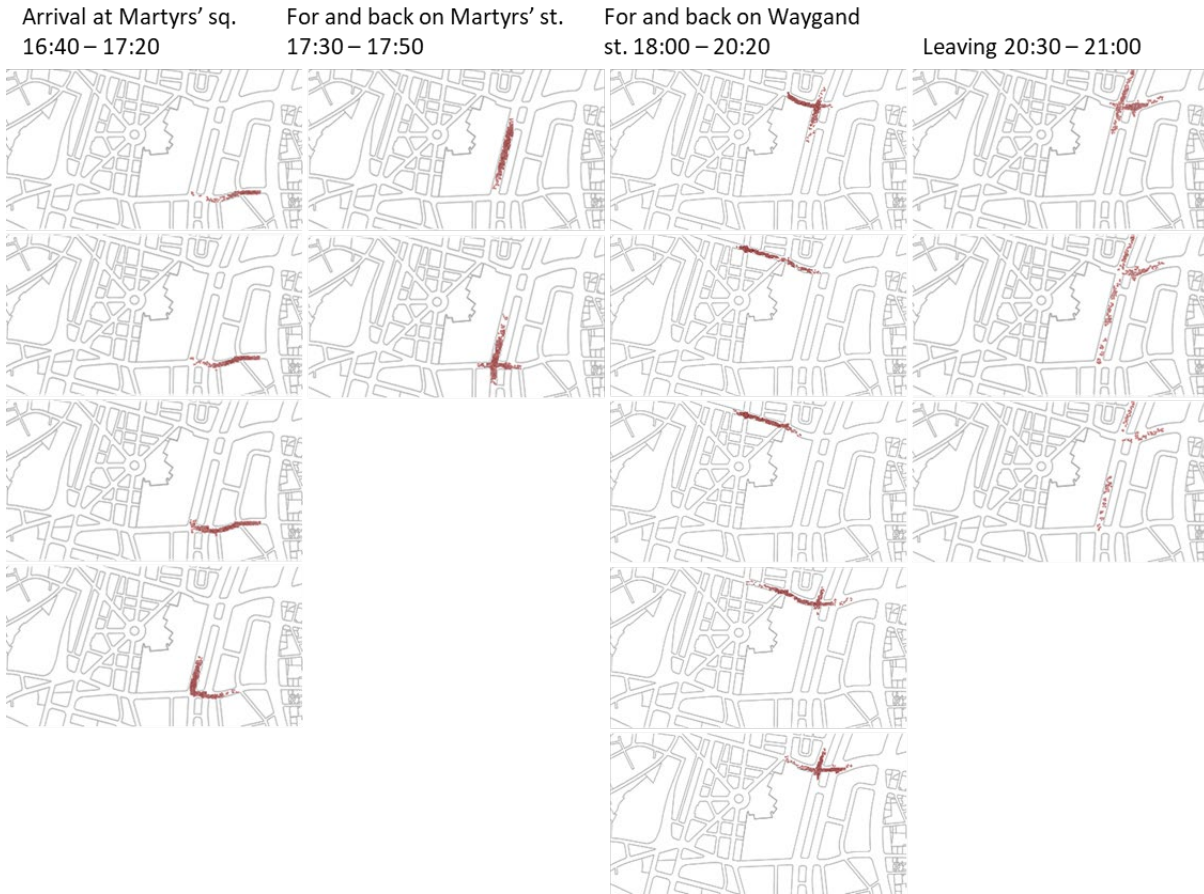 Arrival at Martyrs’ sq.
16:40 – 17:20
For and back on Martyrs’ st.
17:30 – 17:50
For and back on Waygand
st. 18:00 – 20:20
Leaving 20:30 – 21:00